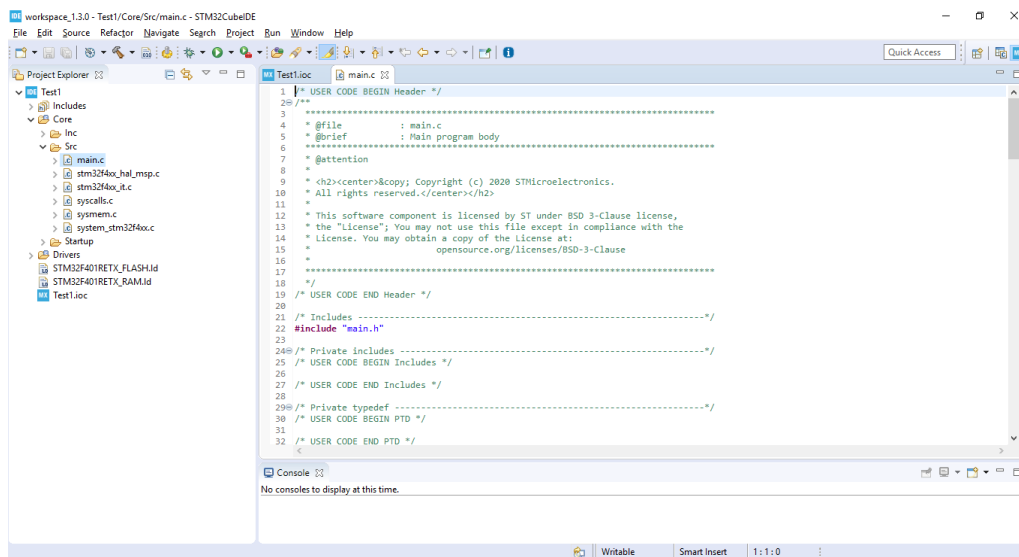 IDE workspace_1.3.0 - Test1/Core/Src/main.c - STM32CubeIDE
File Edit Source Refactor Navigate Search Project Run Window Help
Quick Access
Project Explorer
Test1
Includes
Core
Inc
Src
main.c
stm32f4xx_hal_msp.c
stm32f4xx_it.c
syscalls.c
sysmem.c
system_stm32f4xx.c
Startup
Drivers
STM32F401RETX_FLASH.ld
STM32F401RETX_RAM.ld
MX Test1.ioc
MX Test1.ioc main.c
1 /* USER CODE BEGIN Header */
2 /**
3 ******************************************************************************
4 * @file : main.c
5 * @brief : Main program body
6 ******************************************************************************
7 * @attention
8 *
9 * <h2><center>&copy; Copyright (c) 2020 STMicroelectronics.
10 * All rights reserved.</center></h2>
11 *
12 * This software component is licensed by ST under BSD 3-Clause license,
13 * the "License"; You may not use this file except in compliance with the
14 * License. You may obtain a copy of the License at:
15 * opensource.org/licenses/BSD-3-Clause
16 *
17 ******************************************************************************
18 */
19 /* USER CODE END Header */
20
21 /* Includes ------------------------------------------------------------------*/
22 #include "main.h"
23
24 /* Private includes ----------------------------------------------------------*/
25 /* USER CODE BEGIN Includes */
26
27 /* USER CODE END Includes */
28
29 /* Private typedef -----------------------------------------------------------*/
30 /* USER CODE BEGIN PTD */
31
32 /* USER CODE END PTD */
Console
No consoles to display at this time.
Writable Smart Insert 1 : 1 : 0